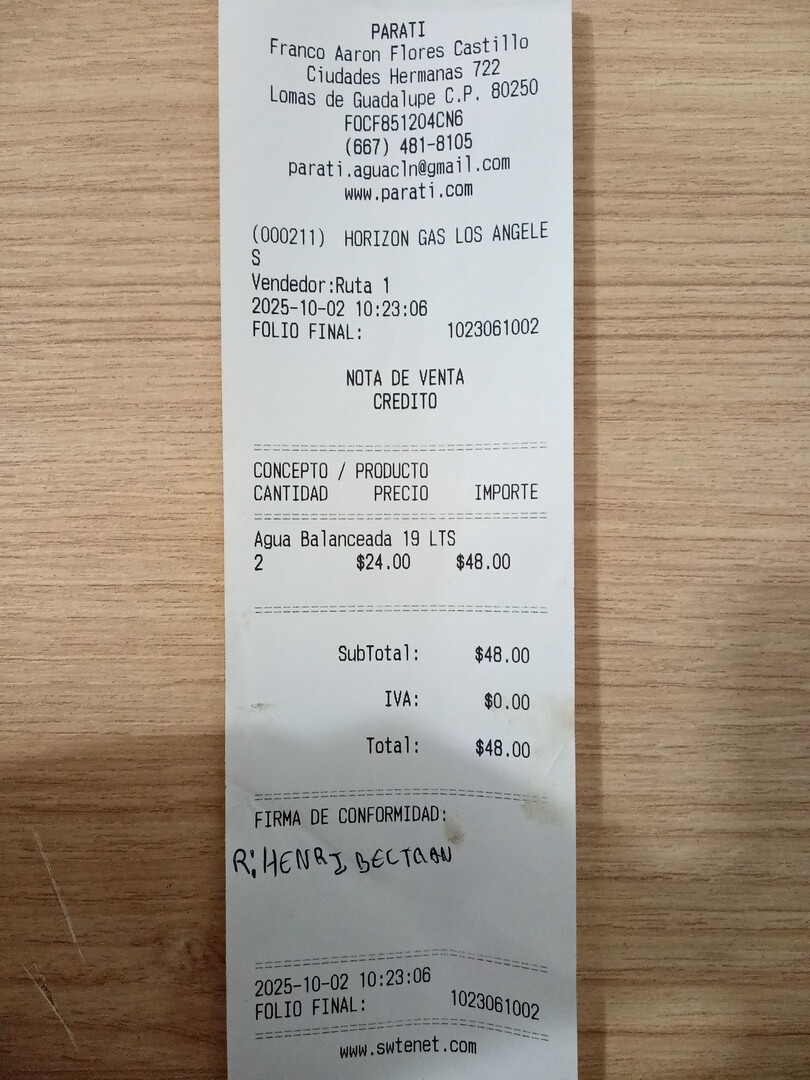 PARATI
Franco Aaron Flores Castillo
Ciudades Hermanas 722
Lomas de Guadalupe C.P. 80250
FOCF851204CN6
(667) 481-8105
parati.aguacln@gmail.com
www.parati.com
(000211) HORIZON GAS LOS ANGELE
S
Vendedor:Ruta 1
2025-10-02 10:23:06
FOLIO FINAL: 1023061002
NOTA DE VENTA
CREDITO
CONCEPTO / PRODUCTO
CANTIDAD PRECIO IMPORTE
Agua Balanceada 19 LTS
2 $24.00 $48.00
SubTotal: $48.00
IVA: $0.00
Total: $48.00
FIRMA DE CONFORMIDAD:
R: HENRI BELTRAN
2025-10-02 10:23:06
FOLIO FINAL: 1023061002
www.swtenet.com